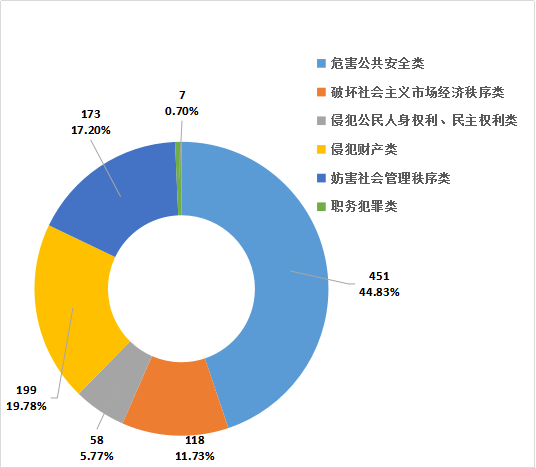 危害公共安全类
破坏社会主义市场经济秩序类
侵犯公民人身权利、民主权利类
侵犯财产类
妨害社会管理秩序类
职务犯罪类
7
0.70%
173
17.20%
451
44.83%
199
19.78%
58
5.77%
118
11.73%